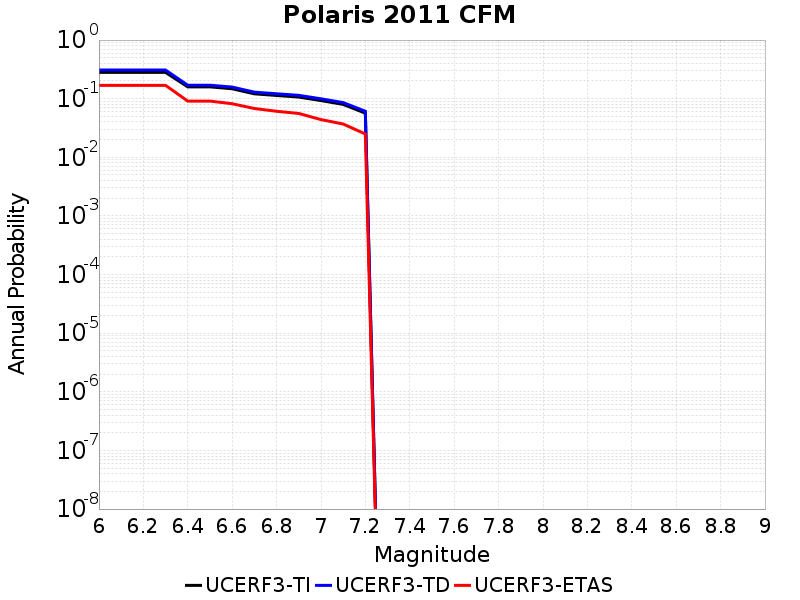 Polaris 2011 CFM
10^0
10^-1
10^-2
10^-3
10^-4
10^-5
10^-6
10^-7
10^-8
Annual Probability
6 6.2 6.4 6.6 6.8 7 7.2 7.4 7.6 7.8 8 8.2 8.4 8.6 8.8 9
Magnitude
UCERF3-TI UCERF3-TD UCERF3-ETAS